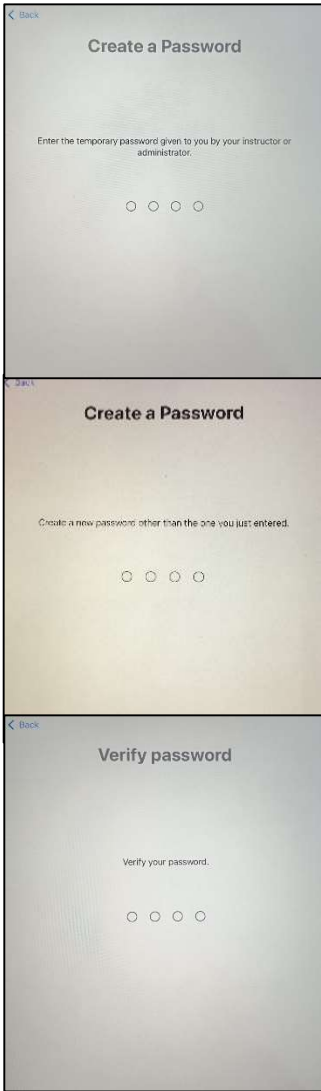 Back
Create a Password
Enter the temporary password given to you by your instructor or
administrator.
Back
Create a Password
Create a new password other than the one you just entered.
Back
Verify password
Verify your password.